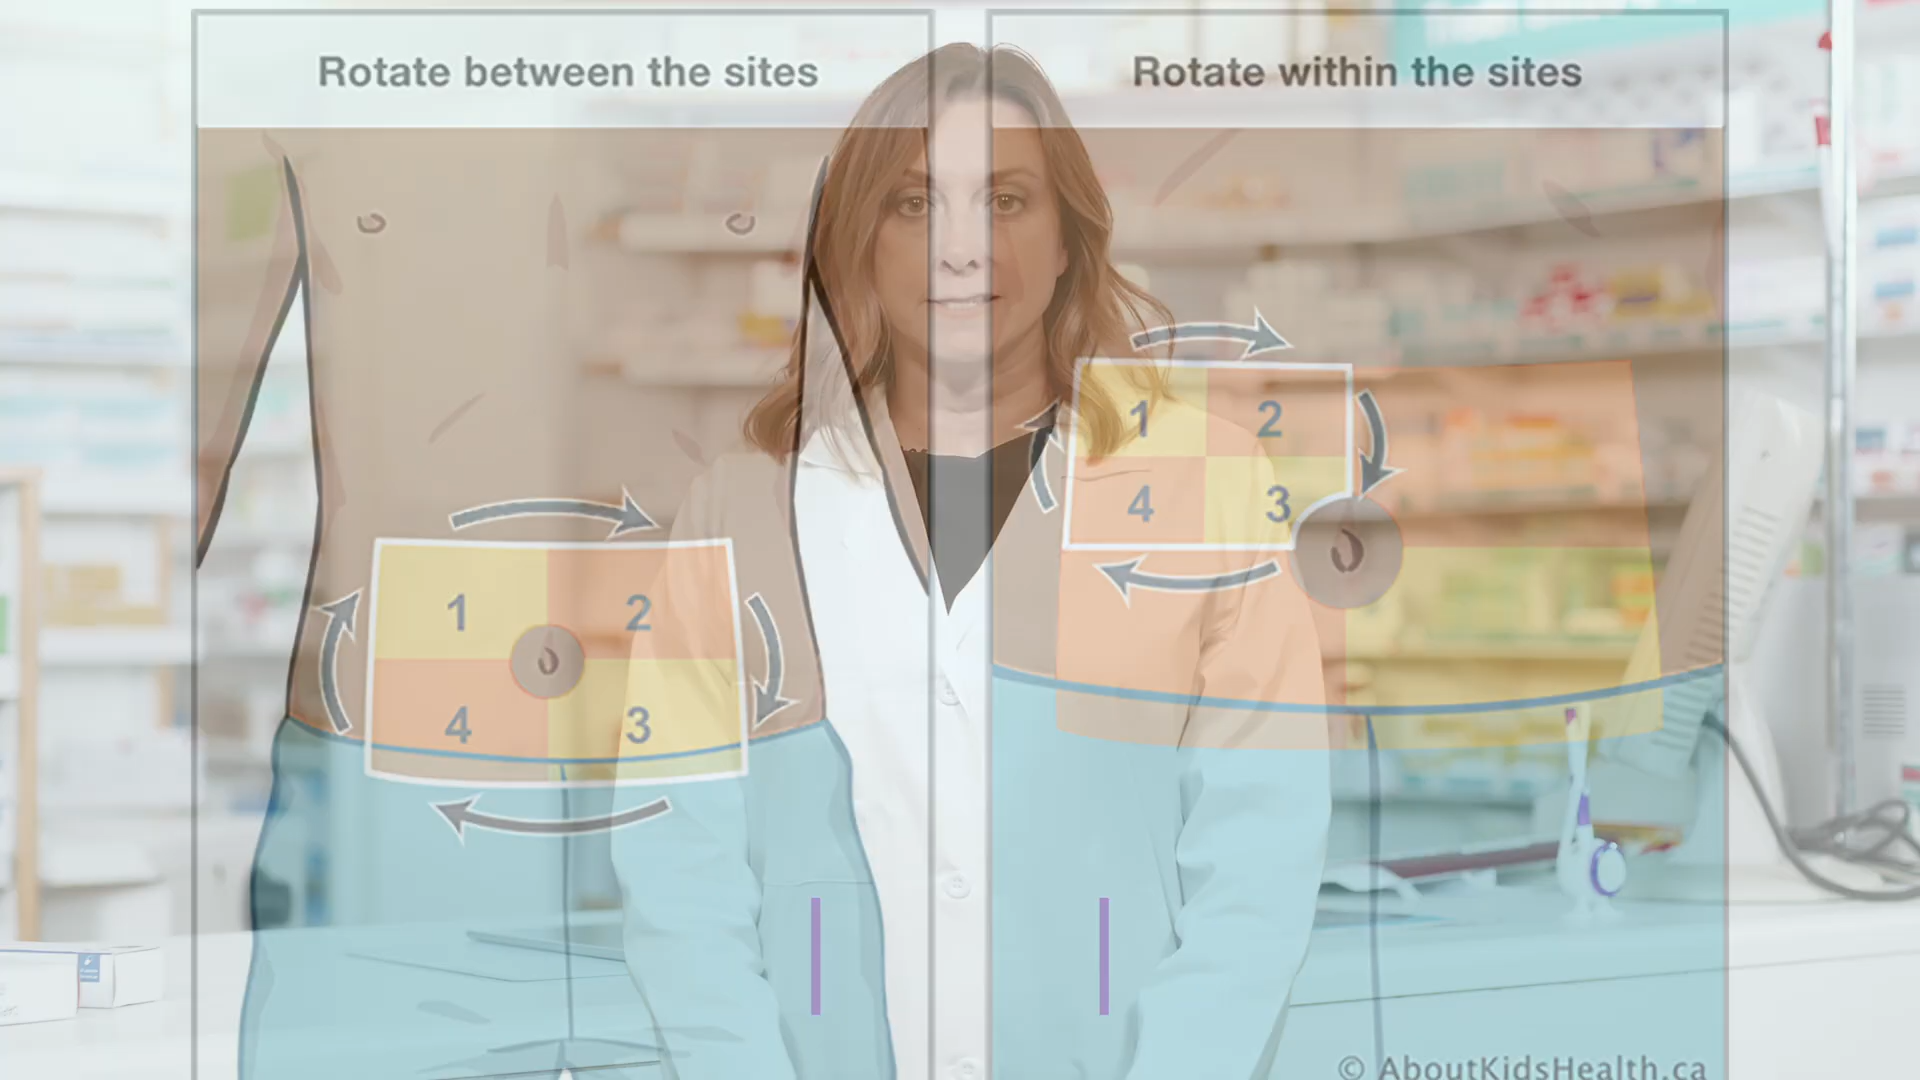 Rotate between the sites
1
2
4
3
Rotate within the sites
1
2
4
3
© AboutKidsHealth.ca